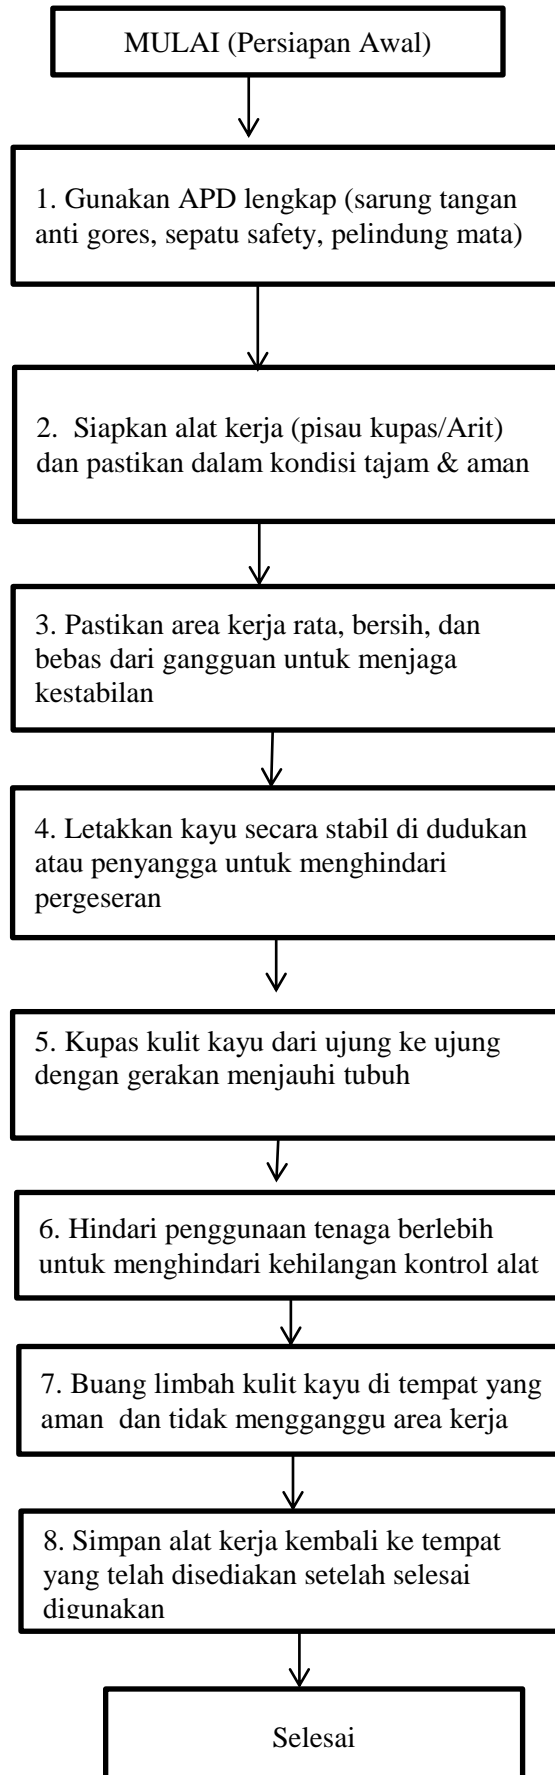 MULAI (Persiapan Awal)
1. Gunakan APD lengkap (sarung tangan
anti gores, sepatu safety, pelindung mata)
2. Siapkan alat kerja (pisau kupas/Arit)
dan pastikan dalam kondisi tajam & aman
3. Pastikan area kerja rata, bersih, dan
bebas dari gangguan untuk menjaga
kestabilan
4. Letakkan kayu secara stabil di dudukan
atau penyangga untuk menghindari
pergeseran
5. Kupas kulit kayu dari ujung ke ujung
dengan gerakan menjauhi tubuh
6. Hindari penggunaan tenaga berlebih
untuk menghindari kehilangan kontrol alat
7. Buang limbah kulit kayu di tempat yang
aman dan tidak mengganggu area kerja
8. Simpan alat kerja kembali ke tempat
yang telah disediakan setelah selesai
digunakan
Selesai